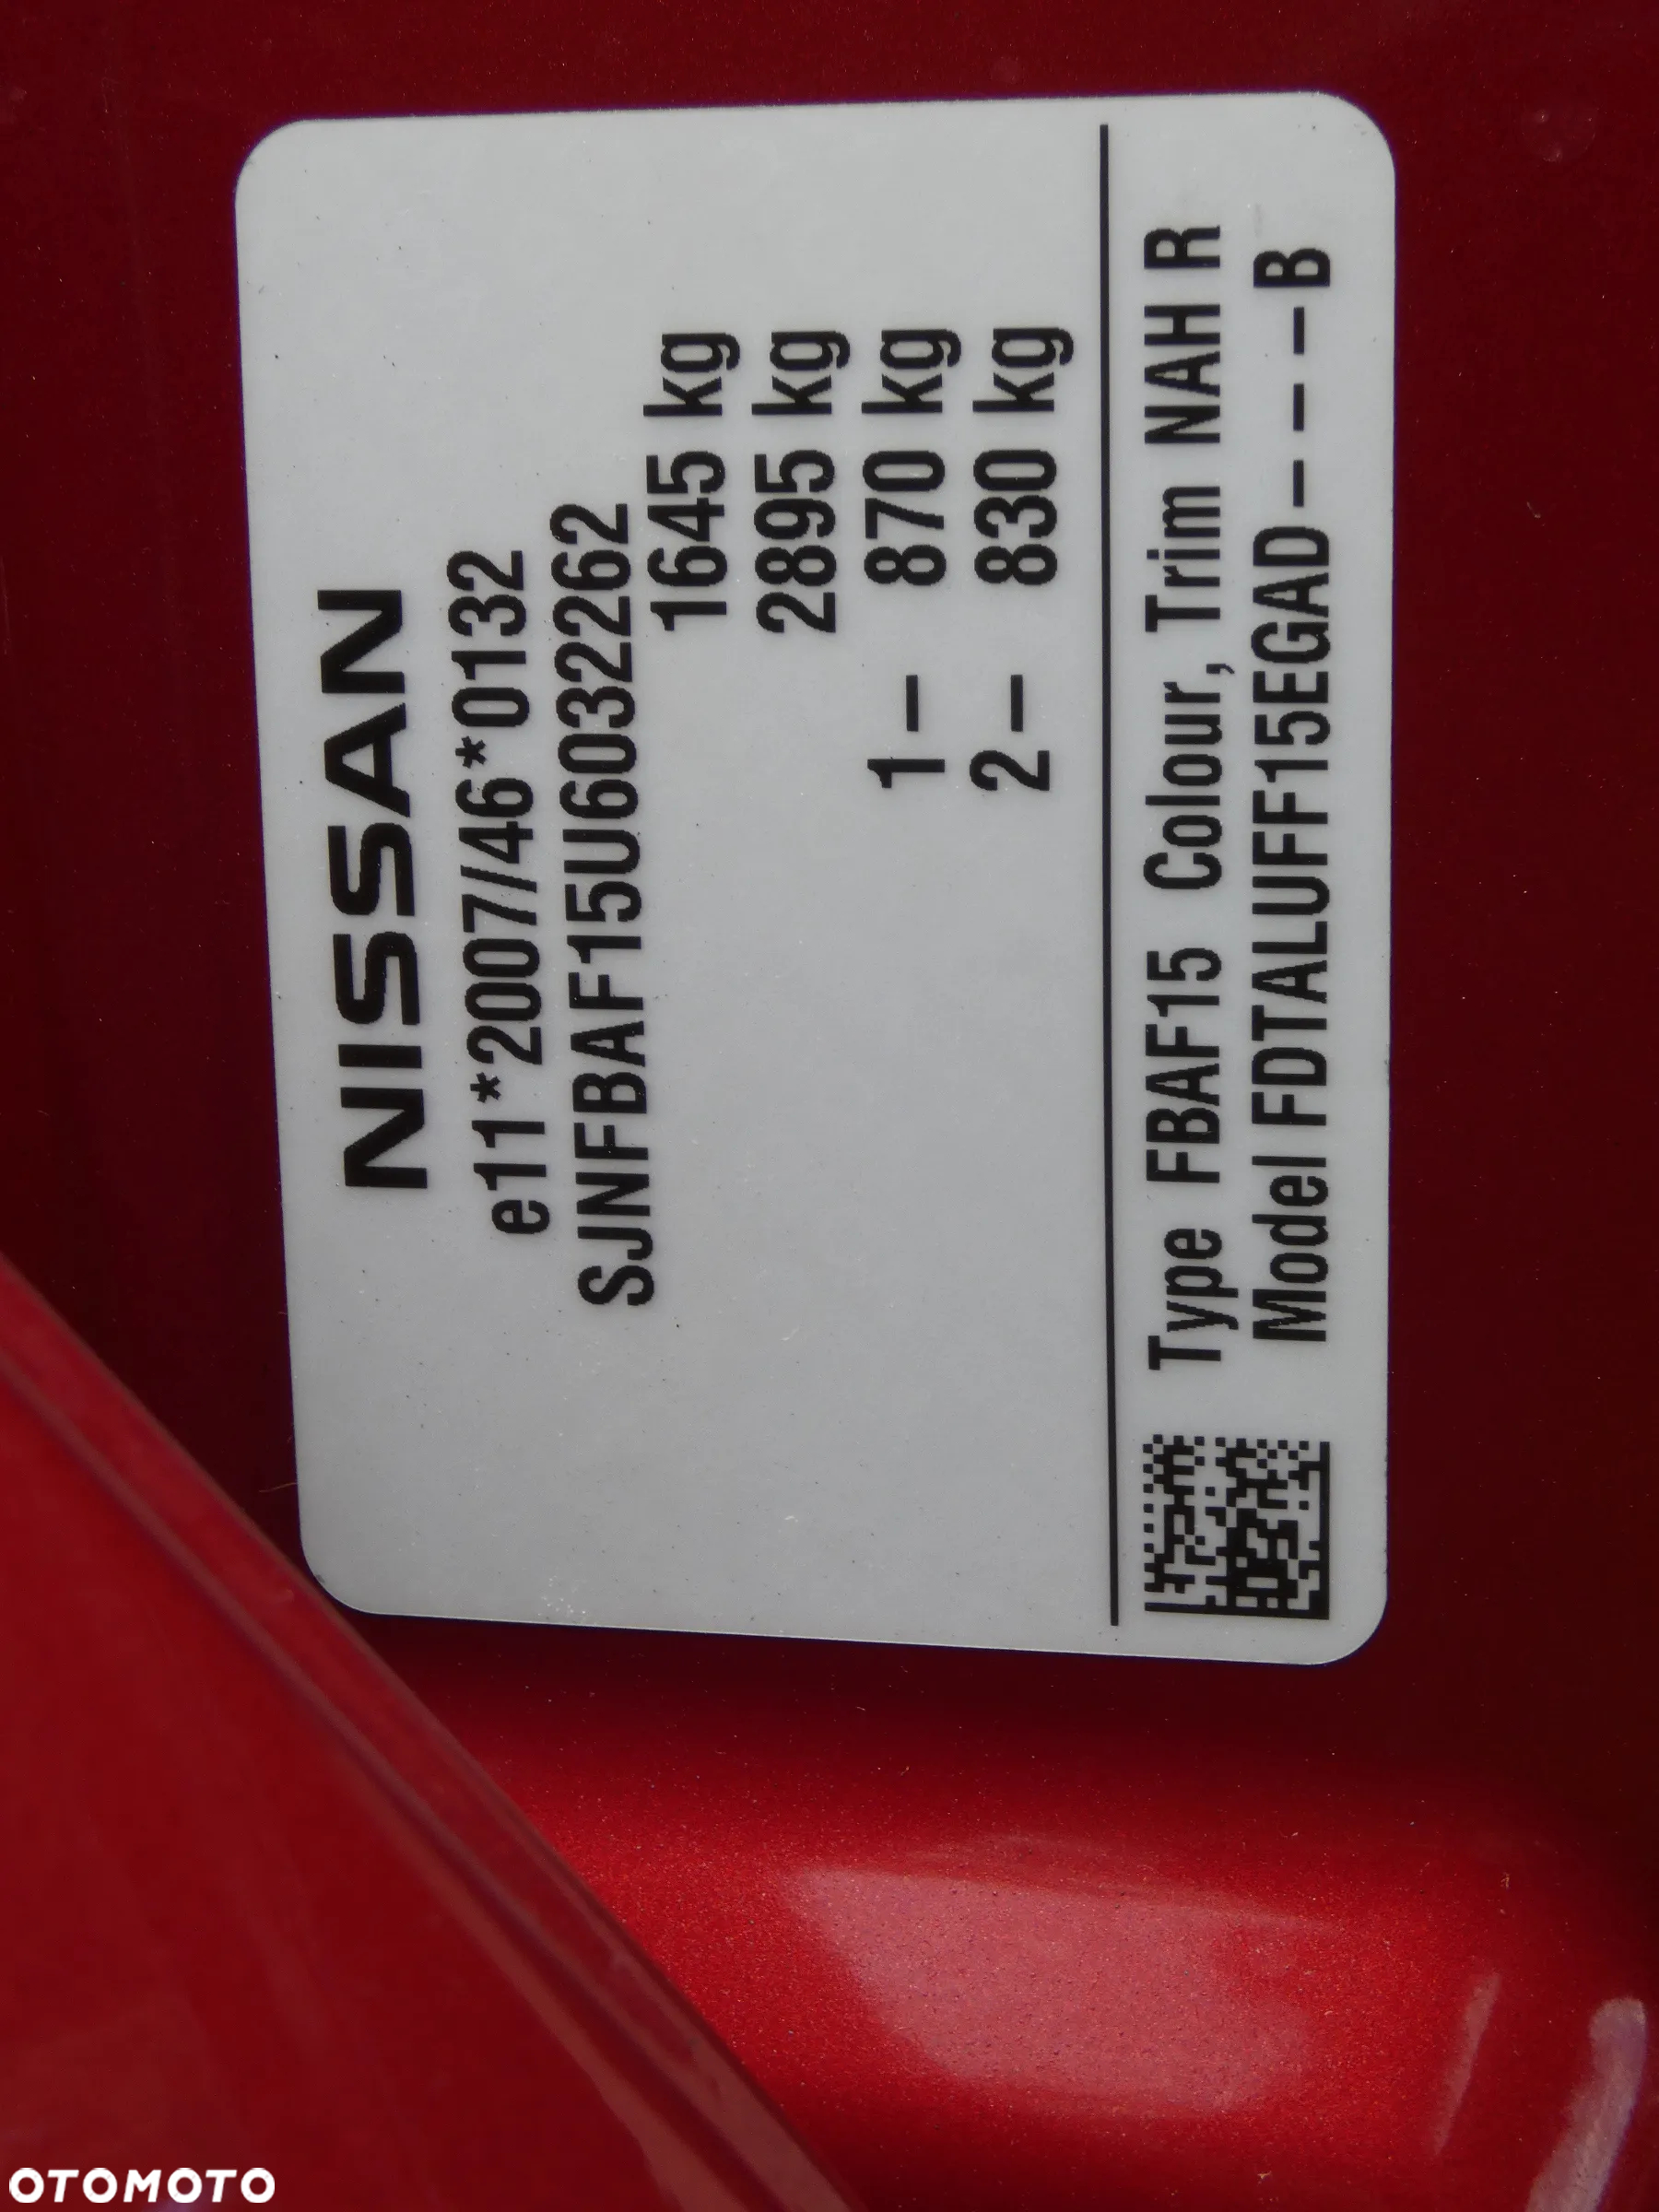 NISSAN
e11*2007/46*0132
SJNFBAF15U6032262
1645 kg
2895 kg
1– 870 kg
2– 830 kg
Type FBAF15 Colour, Trim NAH R
Model FDTALUFF15EGAD––––B
OTOMOTO